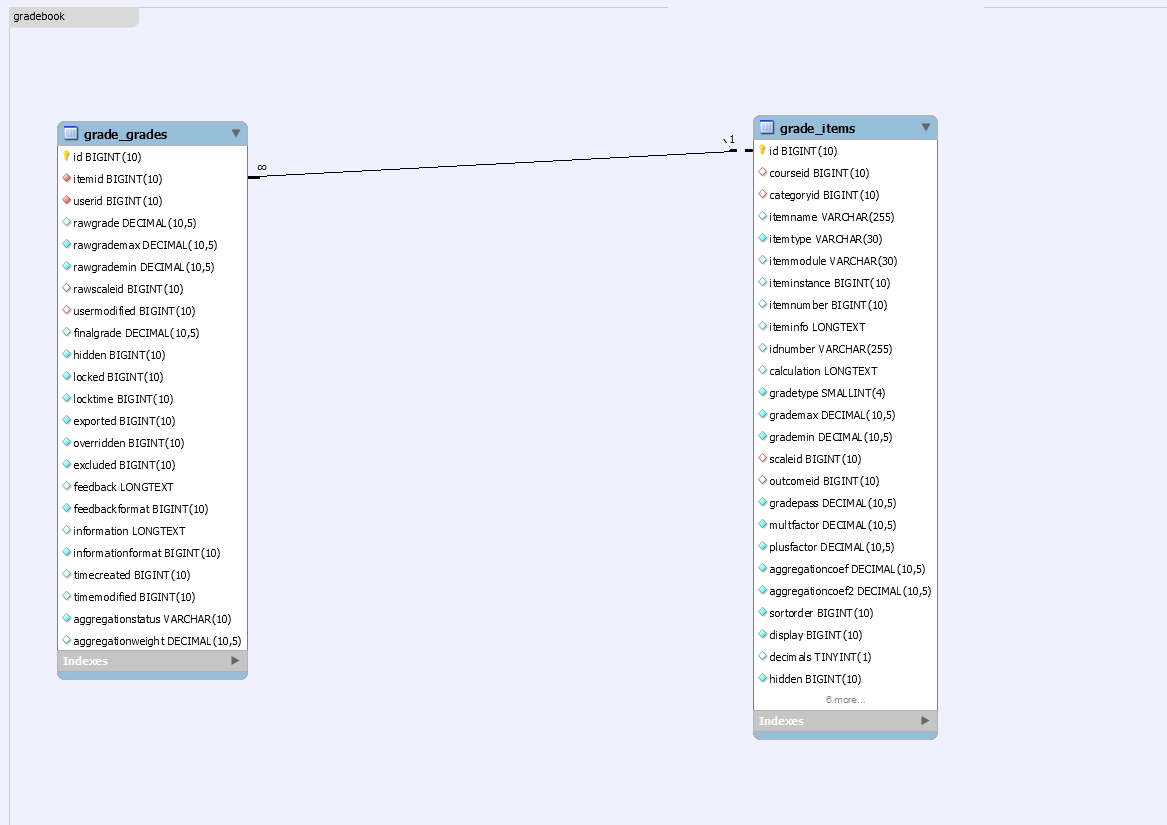 gradebook
grade_grades
id BIGINT(10)
itemid BIGINT(10)
userid BIGINT(10)
rawgrade DECIMAL(10,5)
rawgrademax DECIMAL(10,5)
rawgrademin DECIMAL(10,5)
rawscaleid BIGINT(10)
usermodified BIGINT(10)
finalgrade DECIMAL(10,5)
hidden BIGINT(10)
locked BIGINT(10)
locktime BIGINT(10)
exported BIGINT(10)
overridden BIGINT(10)
excluded BIGINT(10)
feedback LONGTEXT
feedbackformat BIGINT(10)
information LONGTEXT
informationformat BIGINT(10)
timecreated BIGINT(10)
timemodified BIGINT(10)
aggregationstatus VARCHAR(10)
aggregationweight DECIMAL(10,5)
Indexes
∞
1
grade_items
id BIGINT(10)
courseid BIGINT(10)
categoryid BIGINT(10)
itemname VARCHAR(255)
itemtype VARCHAR(30)
itemmodule VARCHAR(30)
iteminstance BIGINT(10)
itemnumber BIGINT(10)
iteminfo LONGTEXT
idnumber VARCHAR(255)
calculation LONGTEXT
gradetype SMALLINT(4)
grademax DECIMAL(10,5)
grademin DECIMAL(10,5)
scaleid BIGINT(10)
outcomeid BIGINT(10)
gradepass DECIMAL(10,5)
multfactor DECIMAL(10,5)
plusfactor DECIMAL(10,5)
aggregationcoef DECIMAL(10,5)
aggregationcoef2 DECIMAL(10,5)
sortorder BIGINT(10)
display BIGINT(10)
decimals TINYINT(1)
hidden BIGINT(10)
6 more...
Indexes